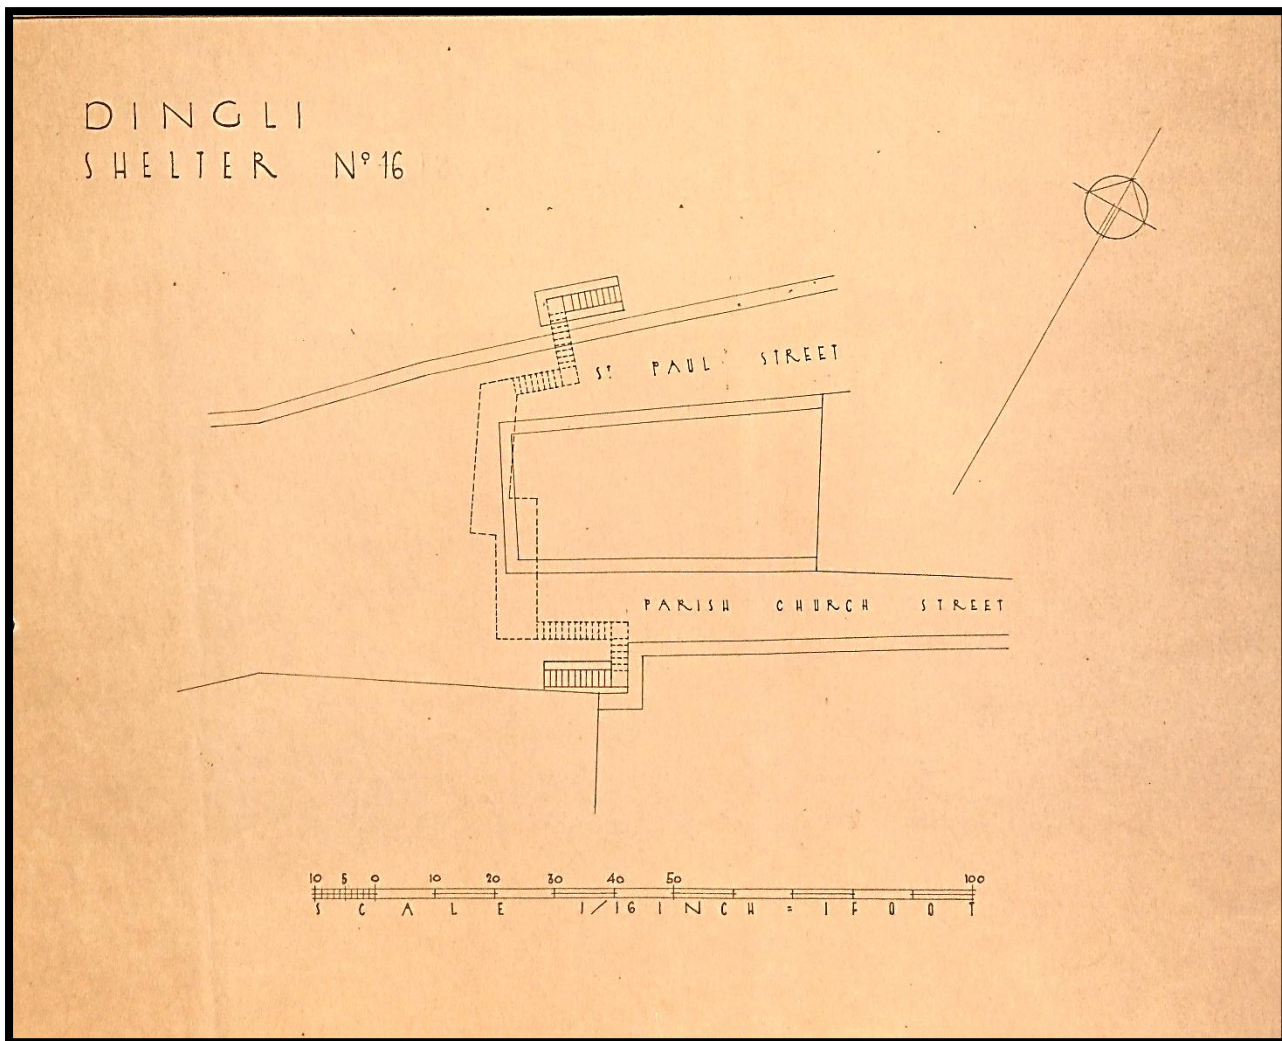 DINGLI
SHELTER Nº 16
Sᵗ PAUL STREET
PARISH CHURCH STREET
10 5 0 10 20 30 40 50 100
SCALE 1/16 INCH = 1 FOOT